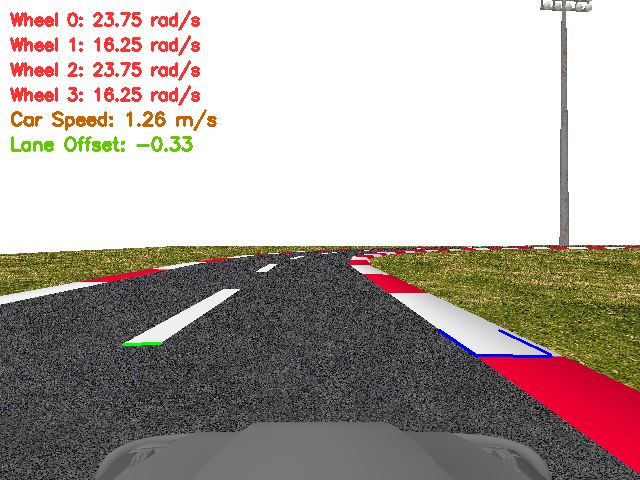 Wheel 0: 23.75 rad/s
Wheel 1: 16.25 rad/s
Wheel 2: 23.75 rad/s
Wheel 3: 16.25 rad/s
Car Speed: 1.26 m/s
Lane Offset: -0.33